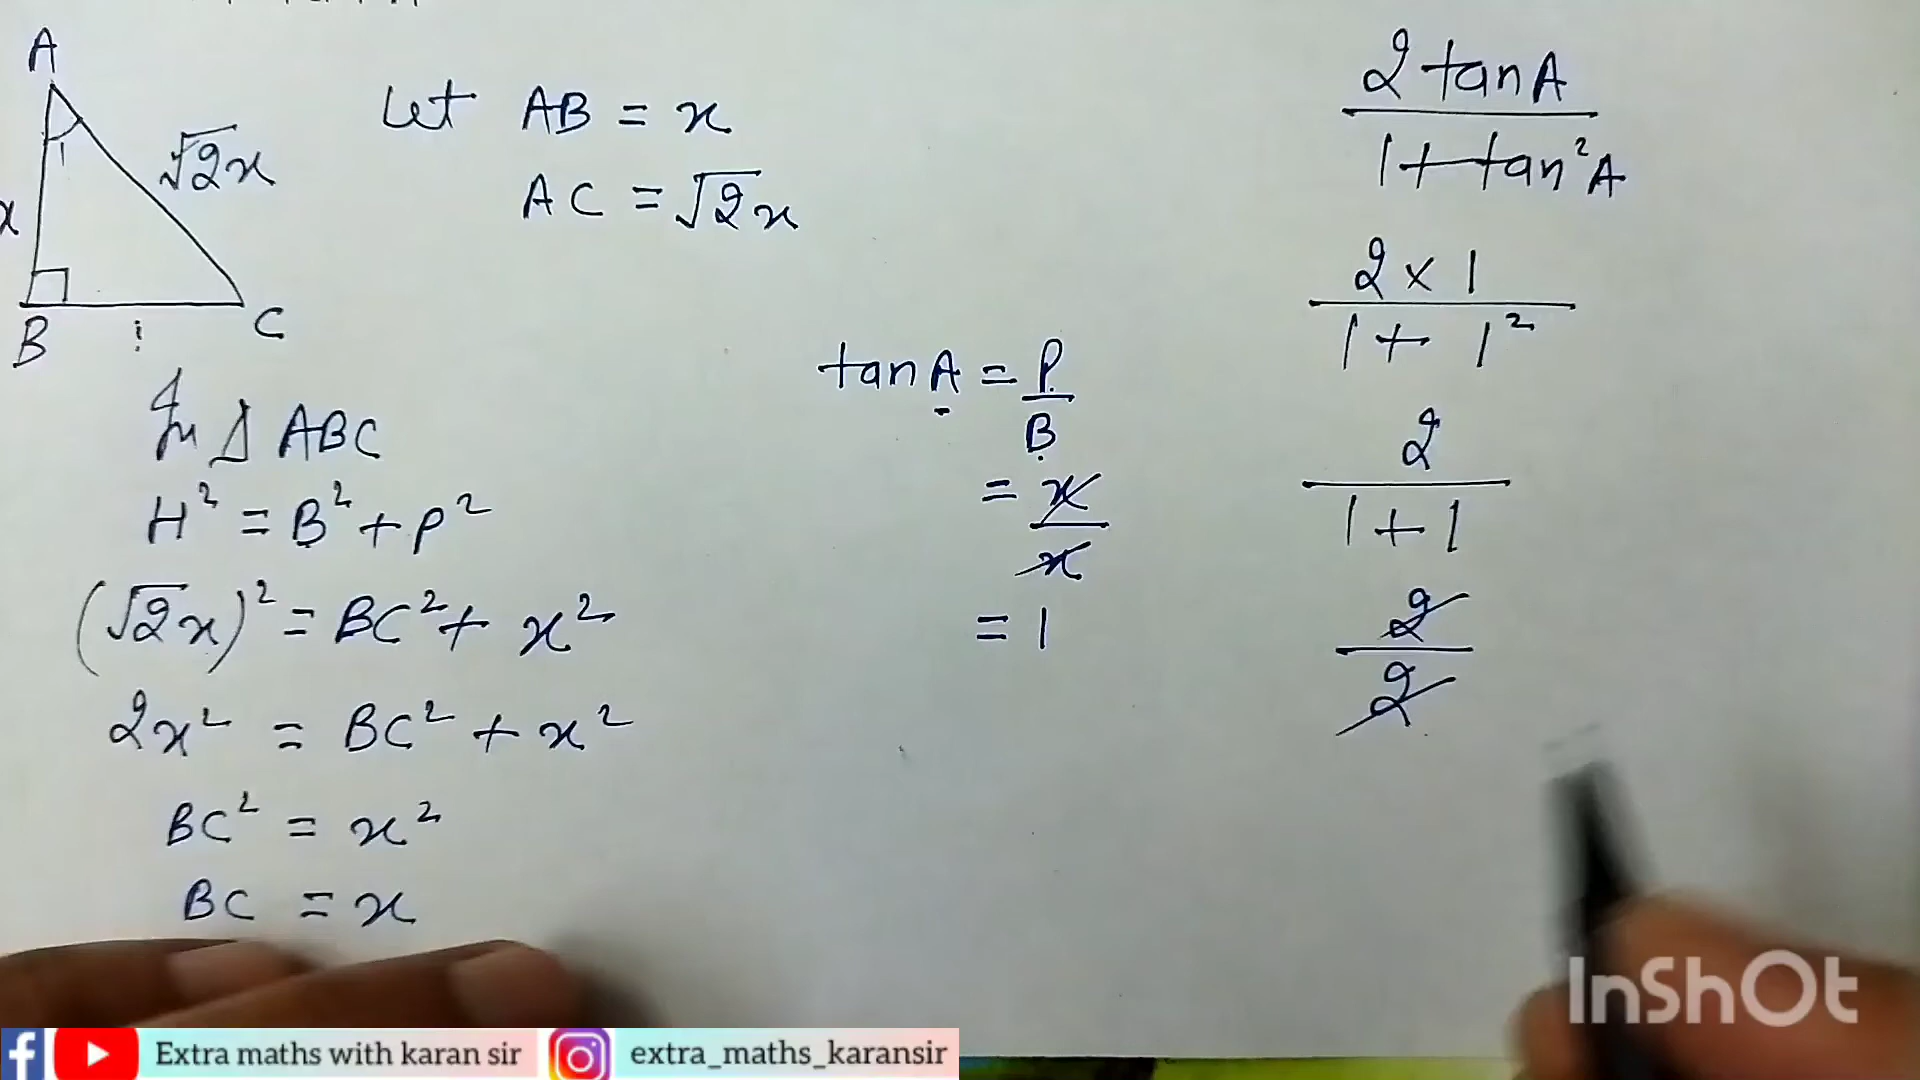 A
√2x
x
B
C
Let AB = x
AC = √2x
In Δ ABC
H² = B² + P²
(√2x)² = BC² + x²
2x² = BC² + x²
BC² = x²
BC = x
tan A = P/B
= x/x
= 1
2 tan A / 1 + tan² A
2 × 1 / 1 + 1²
2 / 1 + 1
2 / 2
InShOt
Extra maths with karan sir
extra_maths_karansir